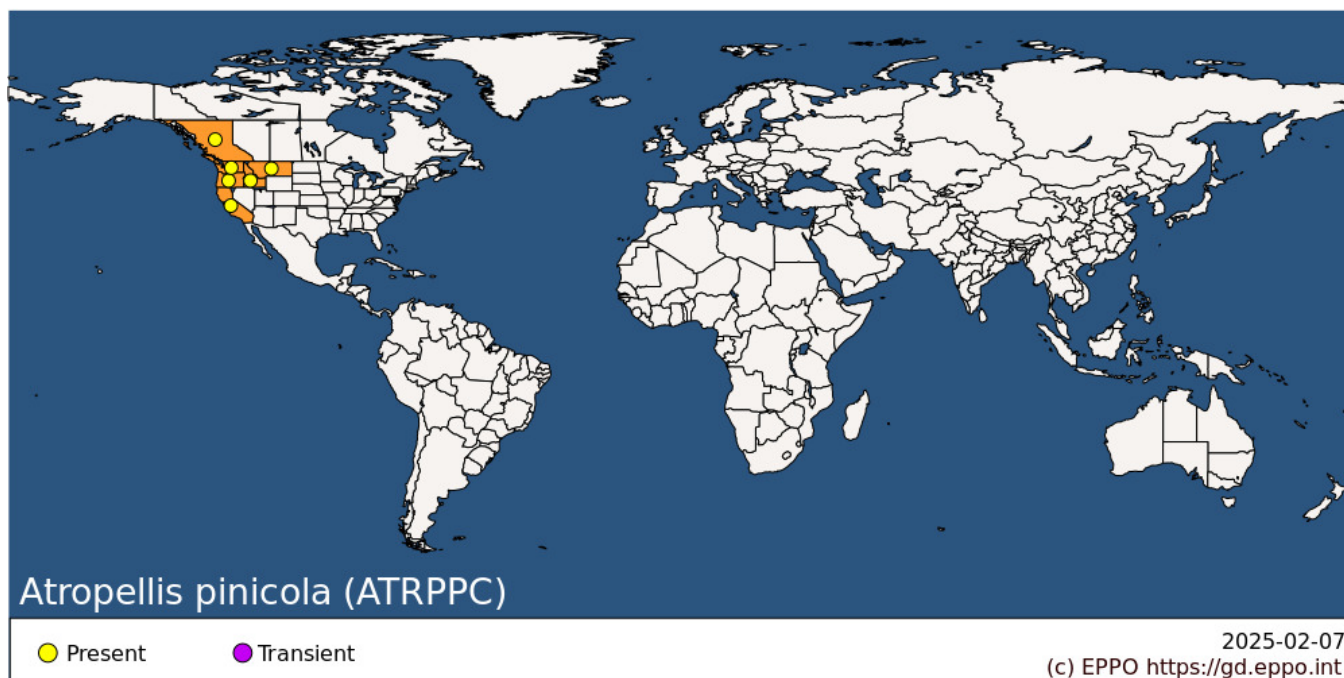 Atropellis pinicola (ATRPPC)
Present
Transient
2025-02-07
(c) EPPO https://gd.eppo.int